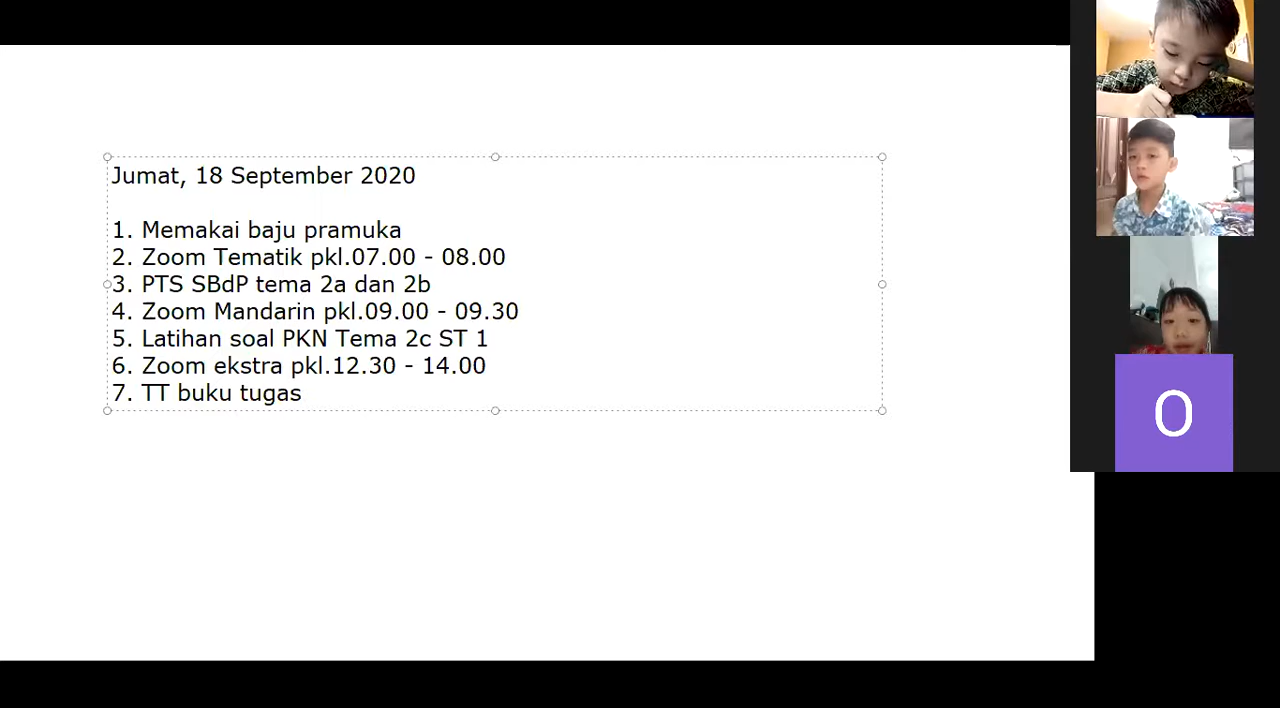 Jumat, 18 September 2020
1. Memakai baju pramuka
2. Zoom Tematik pkl.07.00 - 08.00
3. PTS SBdP tema 2a dan 2b
4. Zoom Mandarin pkl.09.00 - 09.30
5. Latihan soal PKN Tema 2c ST 1
6. Zoom ekstra pkl.12.30 - 14.00
7. TT buku tugas
O